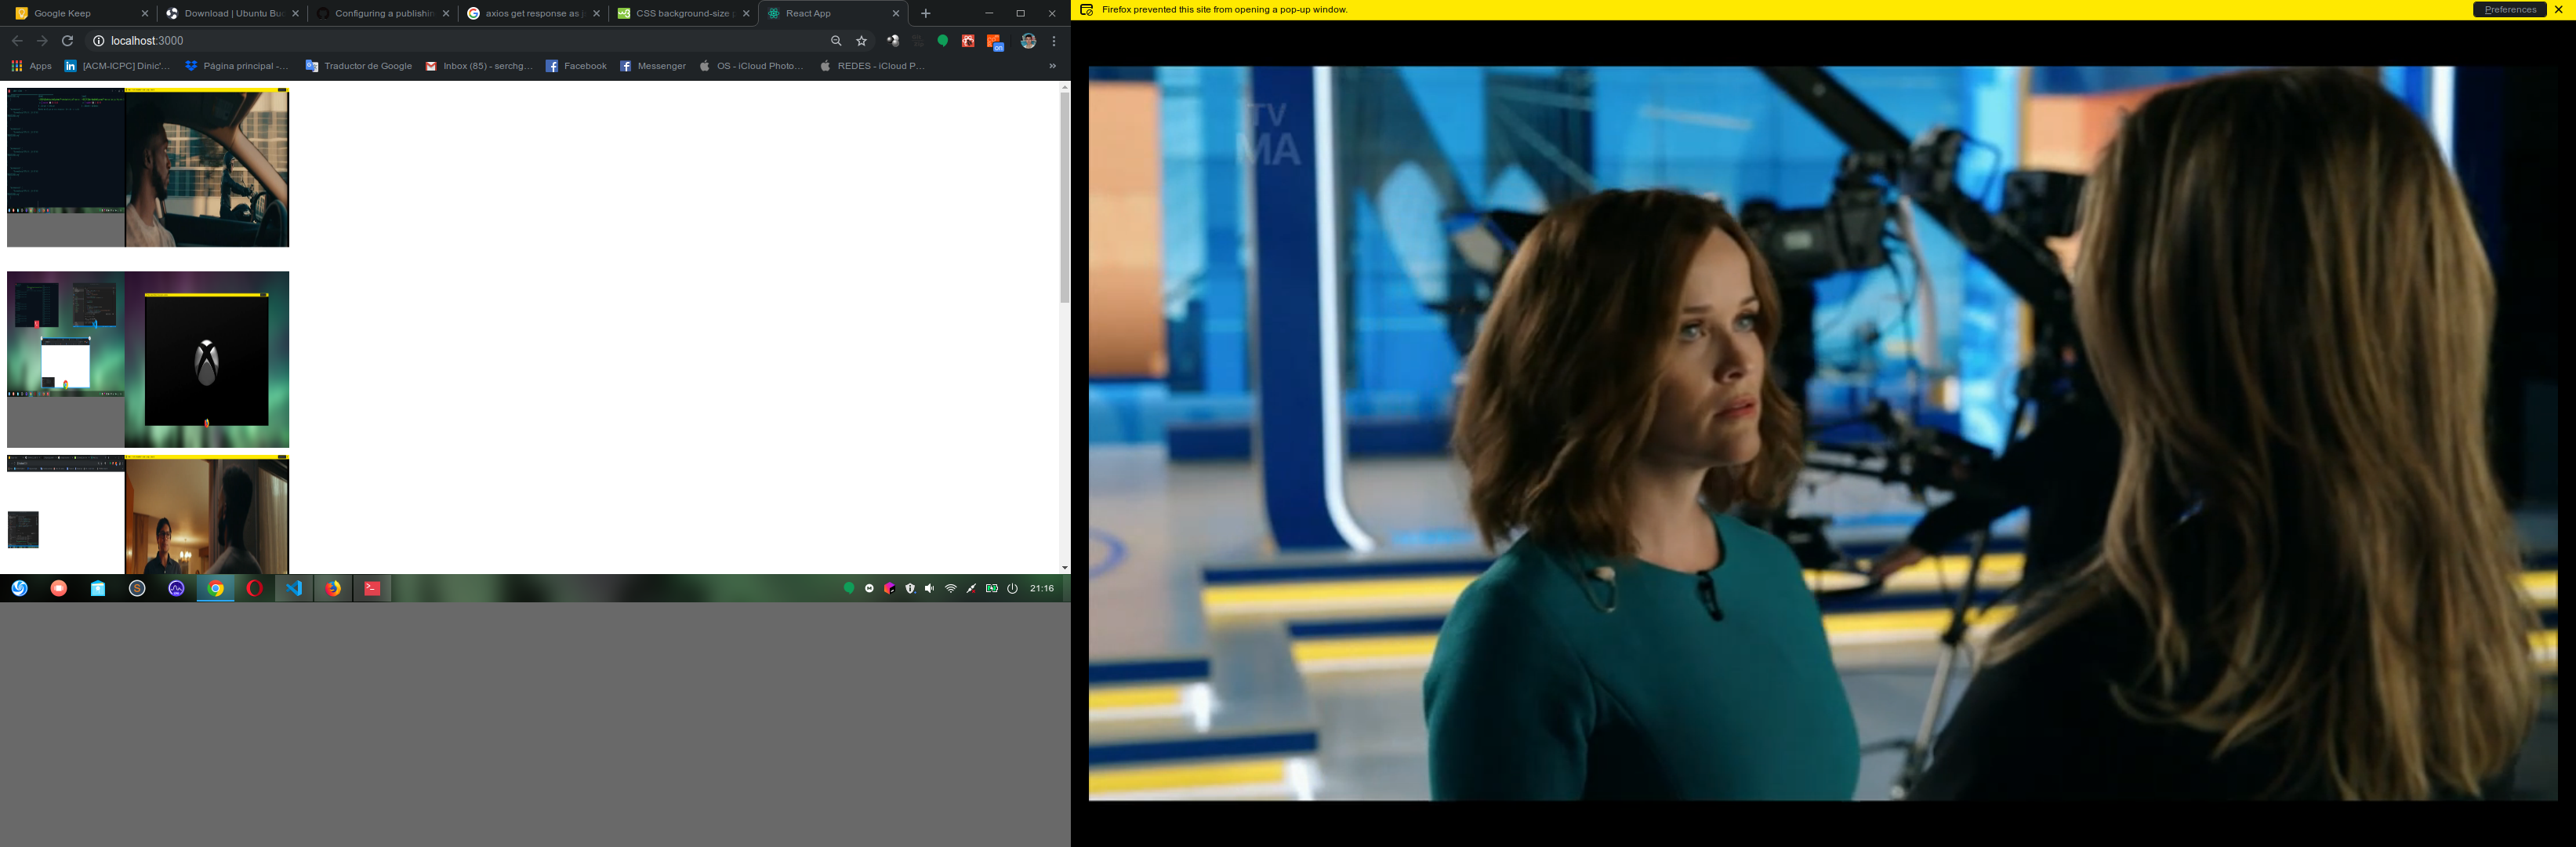 Google Keep
Download | Ubuntu Bu
Configuring a publishin
axios get response as j
CSS background-size p
React App
localhost:3000
on
Apps
[ACM-ICPC] Dinic'...
Página principal -...
Traductor de Google
Inbox (85) - serchg...
Facebook
Messenger
OS - iCloud Photo...
REDES - iCloud P...
»
21:16
Firefox prevented this site from opening a pop-up window.
Preferences
TV
MA